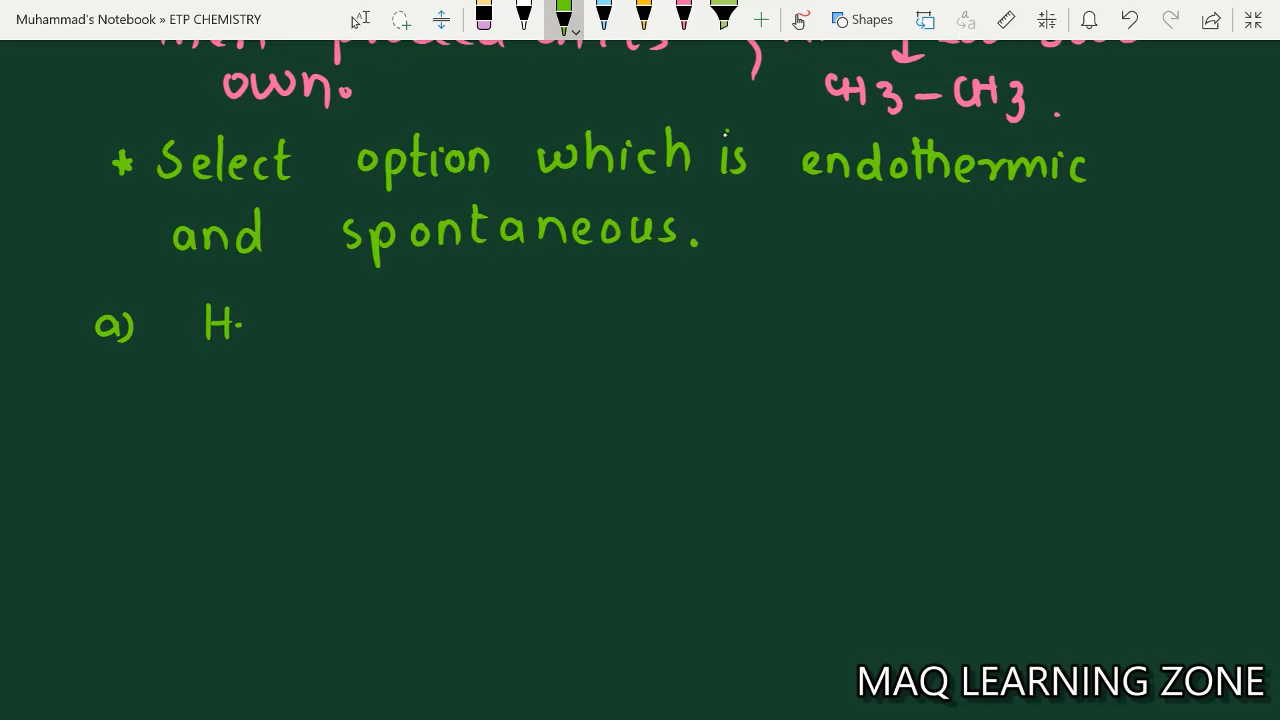 Muhammad's Notebook » ETP CHEMISTRY
Shapes
own.
CH3-CH3.
* Select option which is endothermic
and spontaneous.
a) H
MAQ LEARNING ZONE